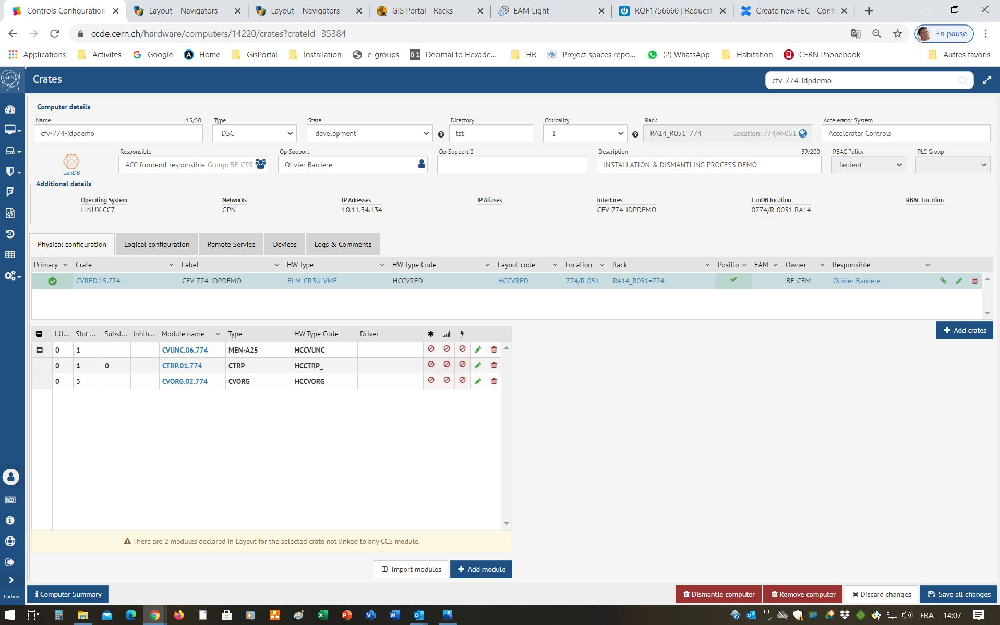 Controls Configuration
Layout – Navigators
Layout – Navigators
GIS Portal - Racks
EAM Light
RQF1756660 | Request
Create new FEC - Cont
ccde.cern.ch/hardware/computers/14220/crates?crateId=35384
En pause
Applications
Activités
Google
Home
GisPortal
Installation
e-groups
01
Decimal to Hexade...
HR
Project spaces repo...
(2) WhatsApp
Habitation
CERN Phonebook
Autres favoris
CERN
Crates
cfv-774-idpdemo
Computer details
Name 15/50 Type State Directory Criticality Rack Accelerator System
cfv-774-idpdemo DSC development tst 1 RA14_R051=774 Location: 774/R-051 Accelerator Controls
Responsible Op Support Op Support 2 Description 39/200 RBAC Policy PLC Group
LanDB
ACC-frontend-responsible Group: BE-CSS Olivier Barriere INSTALLATION & DISMANTLING PROCESS DEMO lenient
Additional details
Operating System Networks IP Adresses IP Aliases Interfaces LanDB location RBAC Location
LINUX CC7 GPN 10.11.34.134 CFV-774-IDPDEMO 0774/R-0051 RA14
Physical configuration Logical configuration Remote Service Devices Logs & Comments
Primary Crate Label HW Type HW Type Code Layout code Location Rack Positio EAM Owner Responsible
CVRED.15.774 CFV-774-IDPDEMO ELM-CR3U-VME HCCVRED HCCVRED 774/R-051 RA14_R051=774 BE-CEM Olivier Barriere
Add crates
LU... Slot ... Subsl... Inhib... Module name Type HW Type Code Driver
0 1 CVUNC.06.774 MEN-A25 HCCVUNC
0 1 0 CTRP.01.774 CTRP HCCTRP_
0 3 CVORG.02.774 CVORG HCCVORG
There are 2 modules declared in Layout for the selected crate not linked to any CCS module.
Import modules Add module
Carbon
Computer Summary
Dismantle computer Remove computer Discard changes Save all changes
FRA 14:07